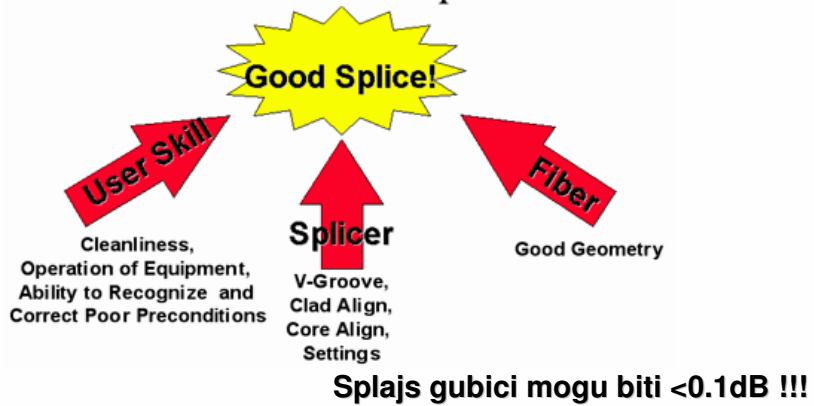 Good Splice!
User Skill
Cleanliness,
Operation of Equipment,
Ability to Recognize and
Correct Poor Preconditions
Splicer
V-Groove,
Clad Align,
Core Align,
Settings
Fiber
Good Geometry
Splajs gubici mogu biti <0.1dB !!!